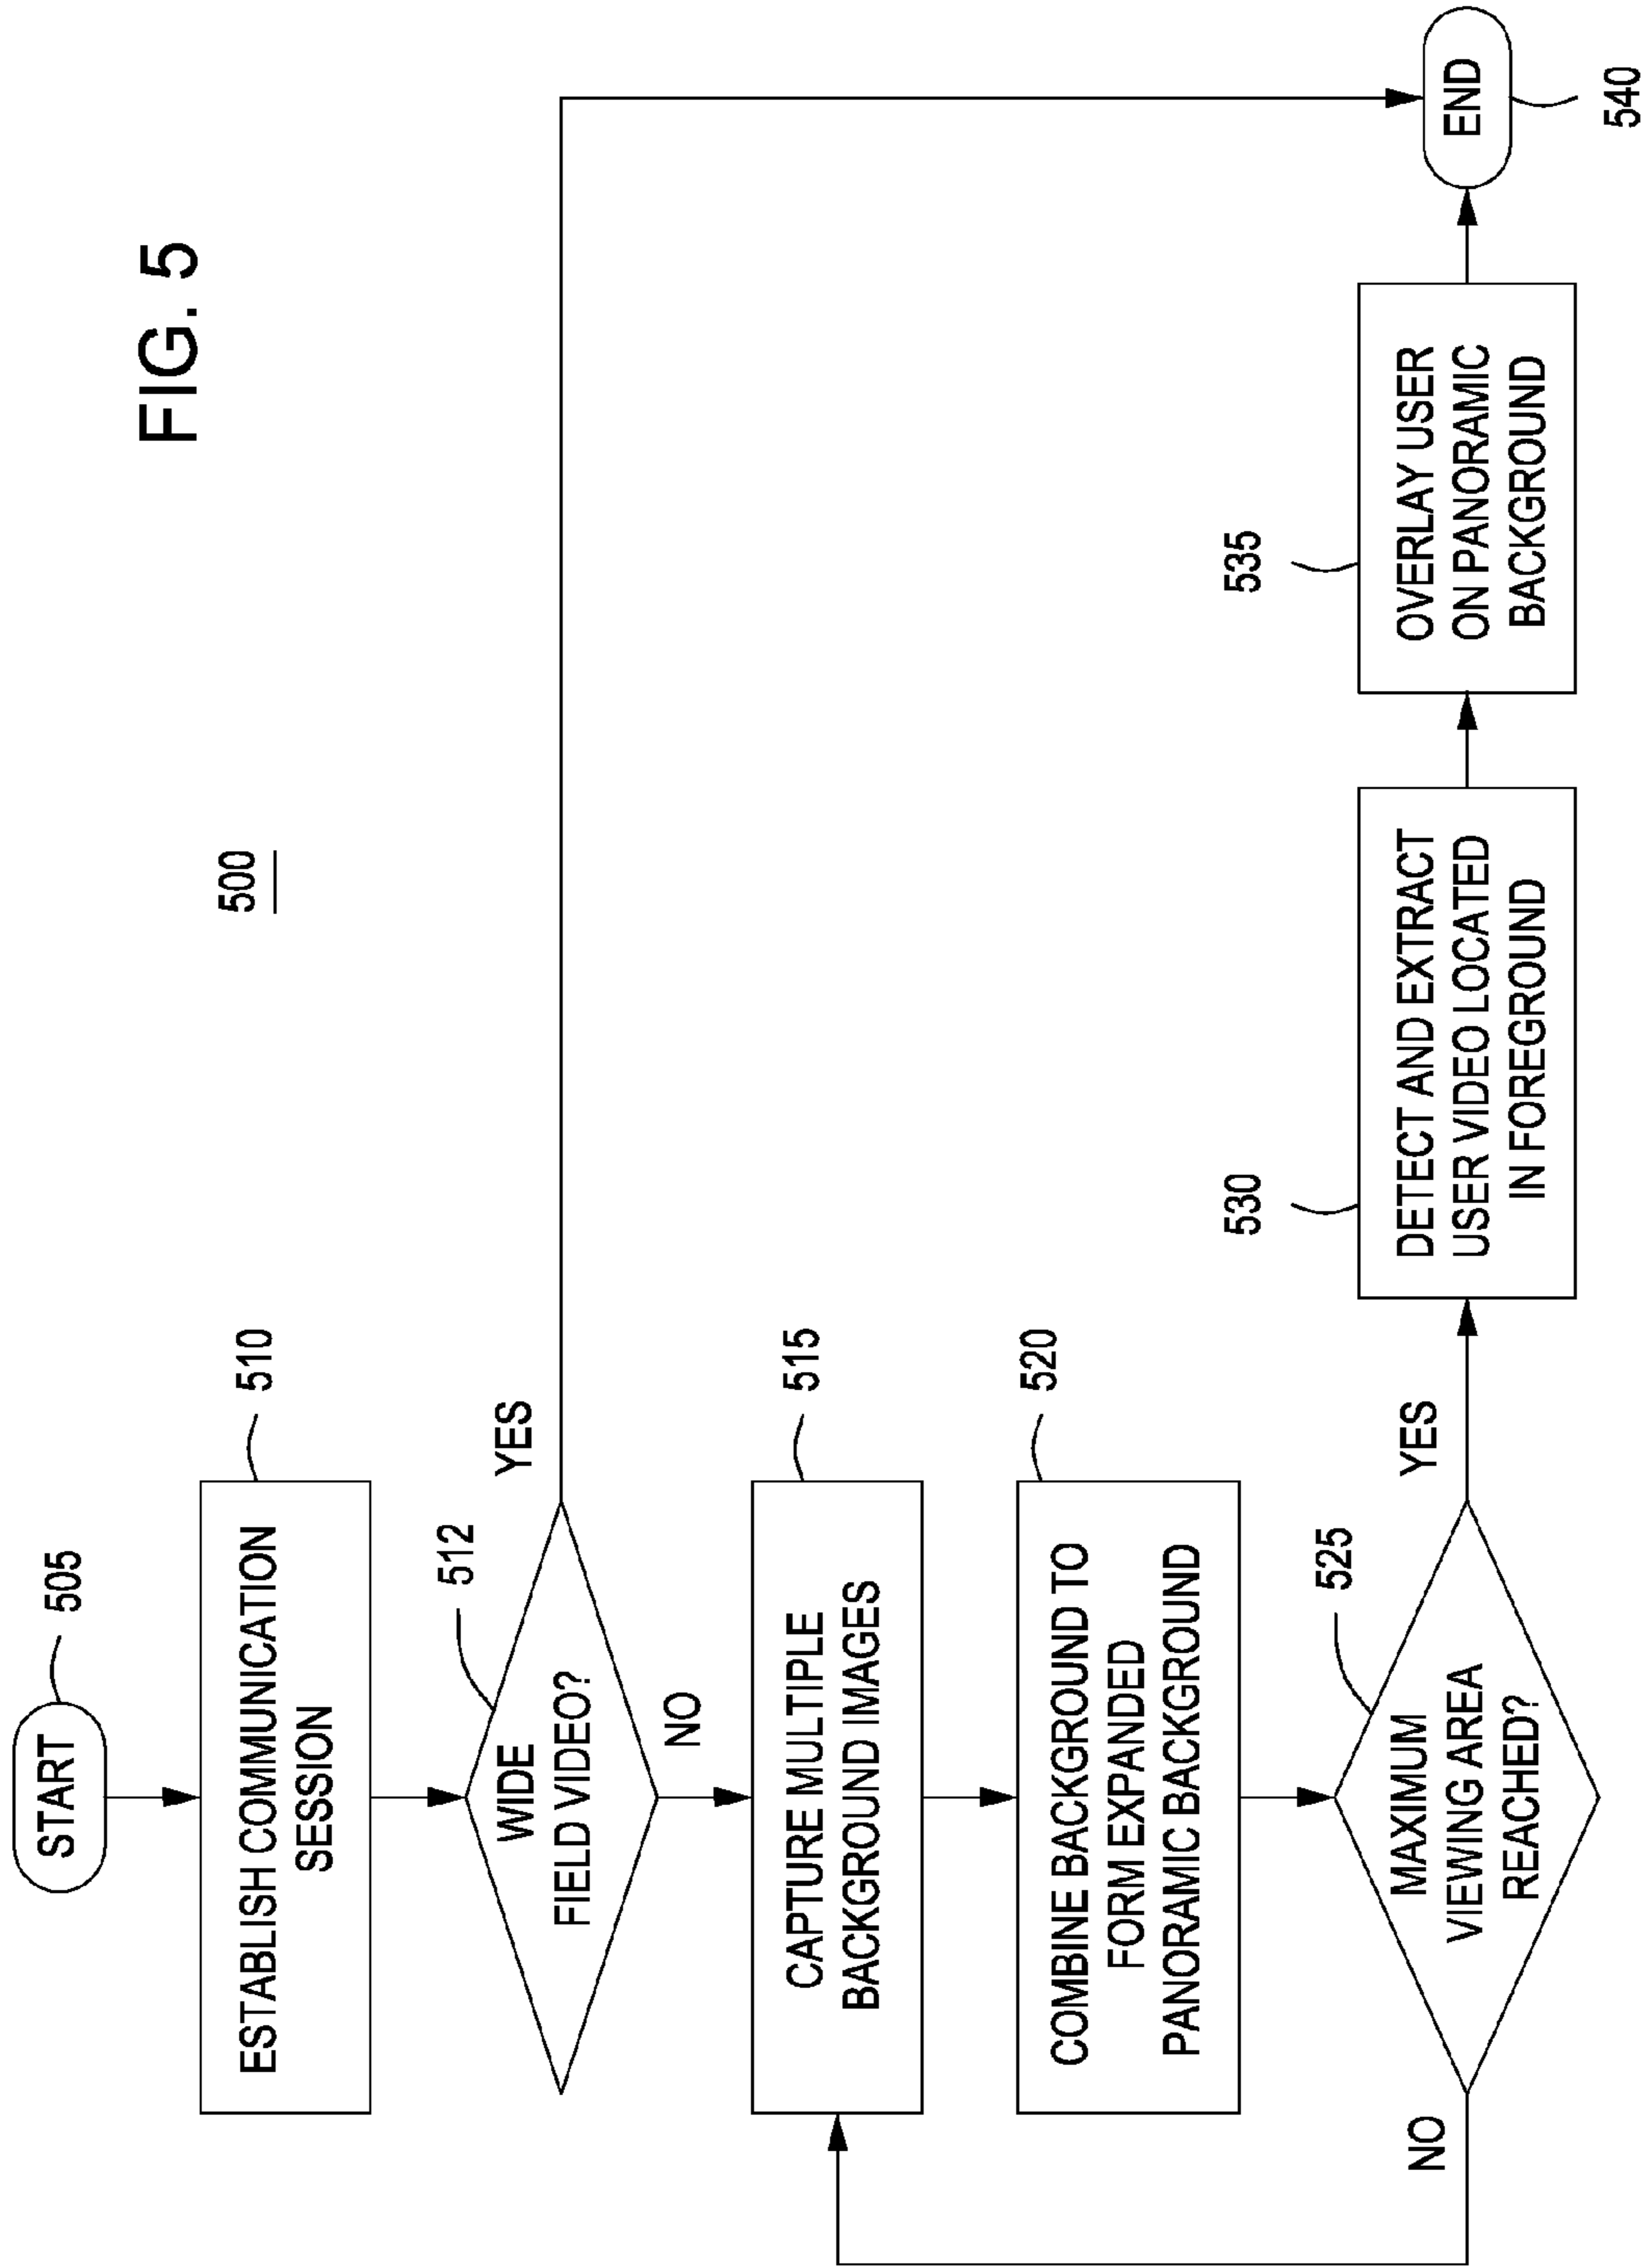 FIG. 5
500
START
505
ESTABLISH COMMUNICATION
SESSION
510
WIDE
FIELD VIDEO?
512
YES
NO
CAPTURE MULTIPLE
BACKGROUND IMAGES
515
COMBINE BACKGROUND TO
FORM EXPANDED
PANORAMIC BACKGROUND
520
MAXIMUM
VIEWING AREA
REACHED?
525
NO
YES
DETECT AND EXTRACT
USER VIDEO LOCATED
IN FOREGROUND
530
OVERLAY USER
ON PANORAMIC
BACKGROUND
535
END
540